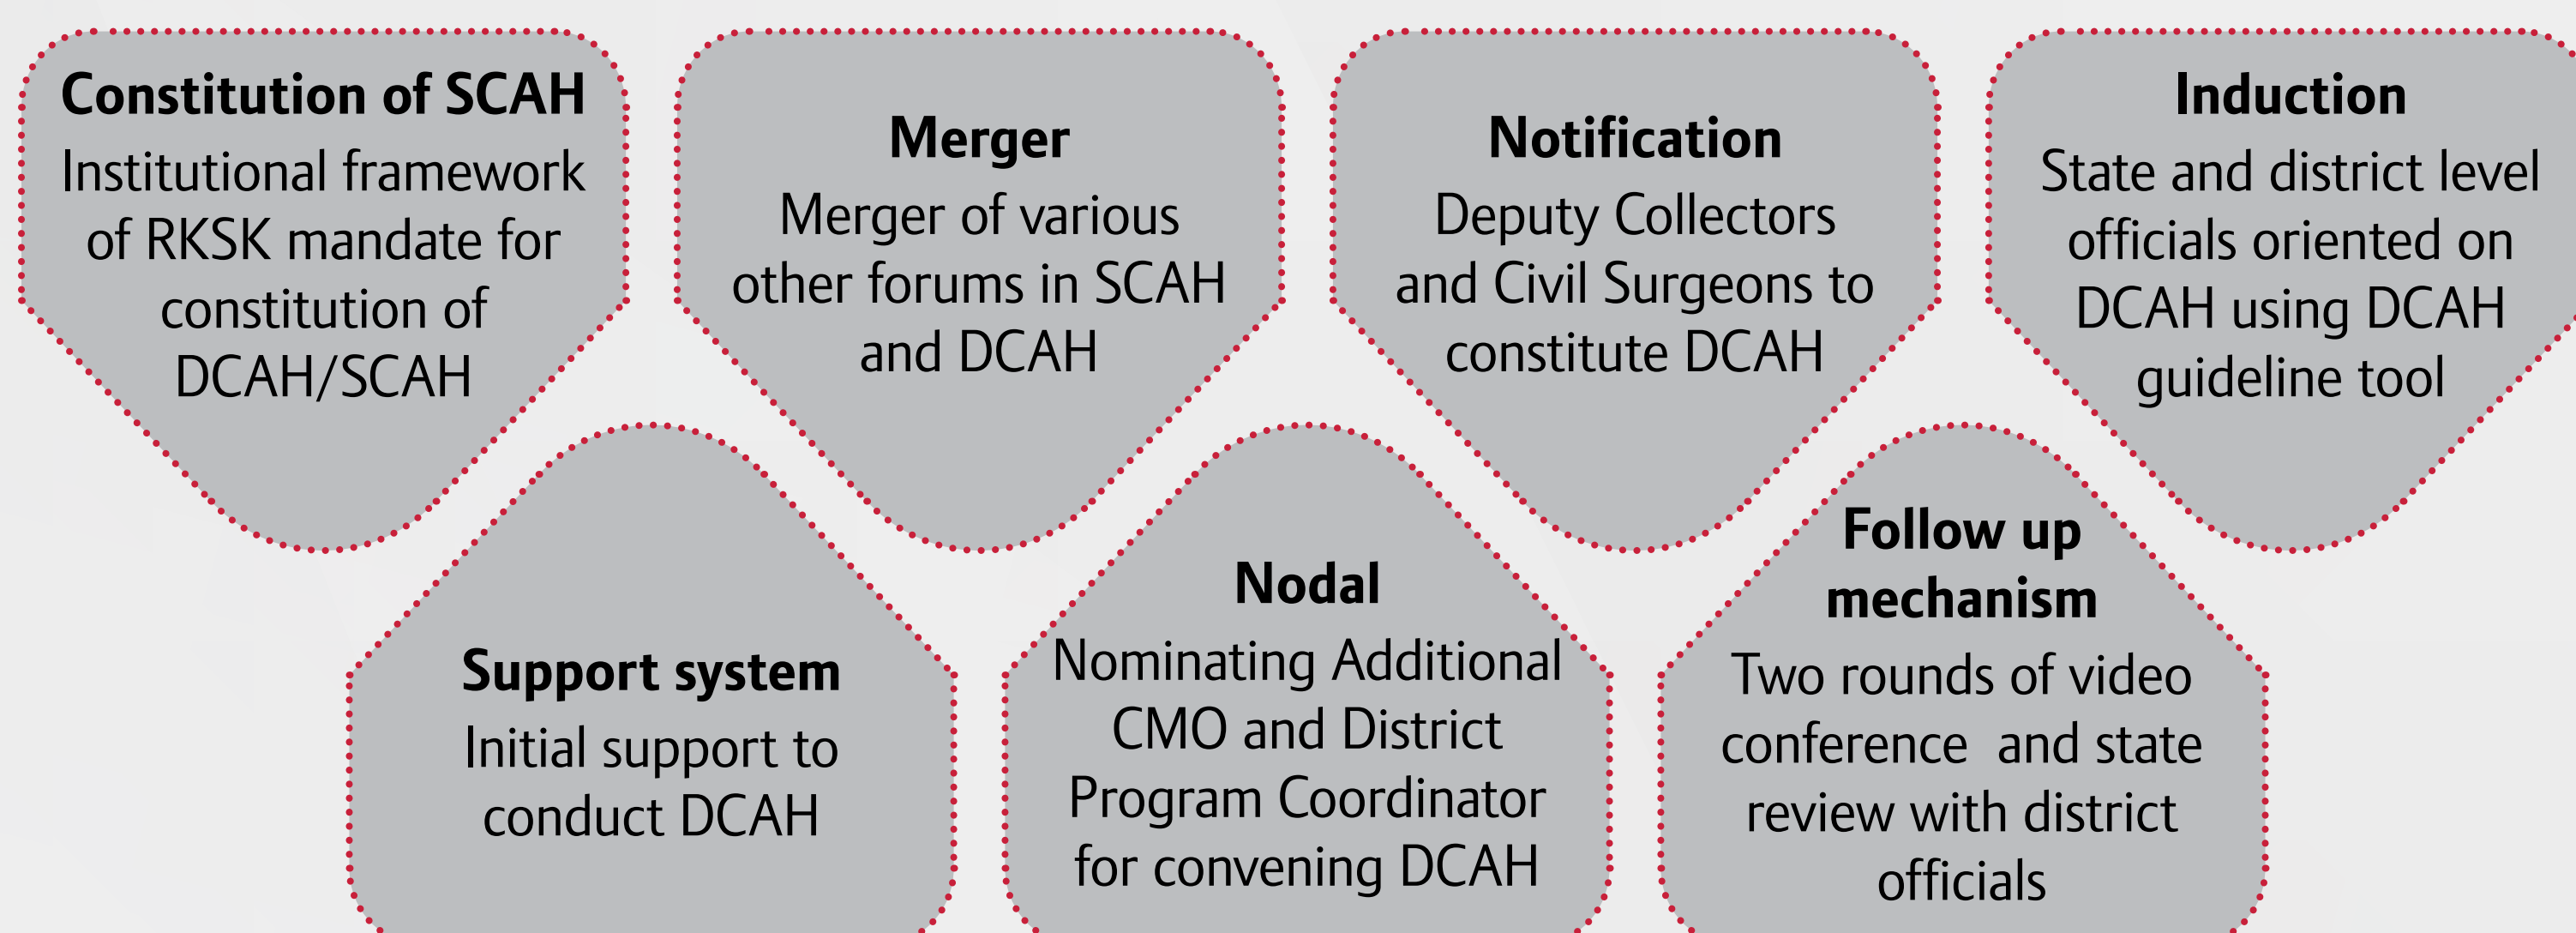 Constitution of SCAH
Institutional framework
of RKSK mandate for
constitution of
DCAH/SCAH
Merger
Merger of various
other forums in SCAH
and DCAH
Notification
Deputy Collectors
and Civil Surgeons to
constitute DCAH
Induction
State and district level
officials oriented on
DCAH using DCAH
guideline tool
Support system
Initial support to
conduct DCAH
Nodal
Nominating Additional
CMO and District
Program Coordinator
for convening DCAH
Follow up
mechanism
Two rounds of video
conference  and state
review with district
officials